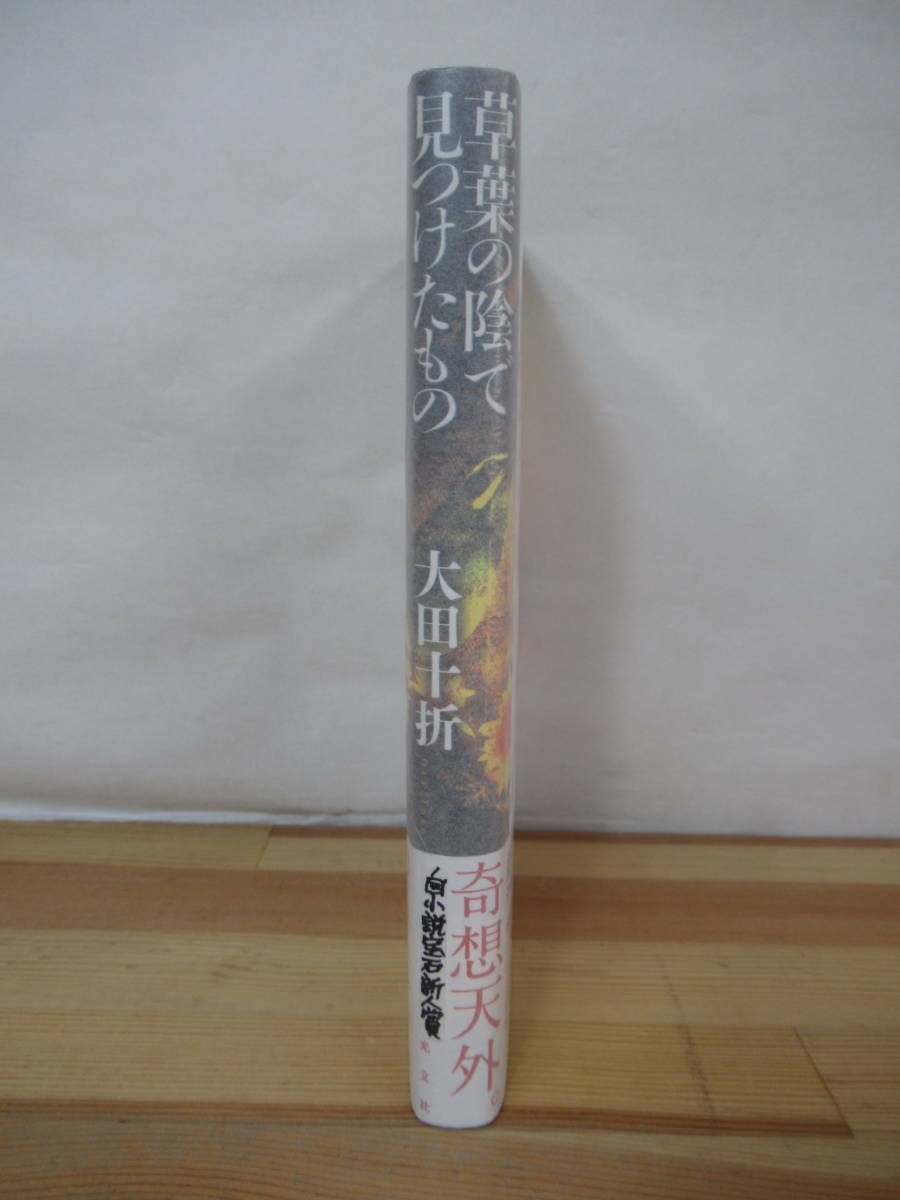 草葉の陰で
見つけたもの
大田十折
奇想天外。
小説宝石新人賞
光文社